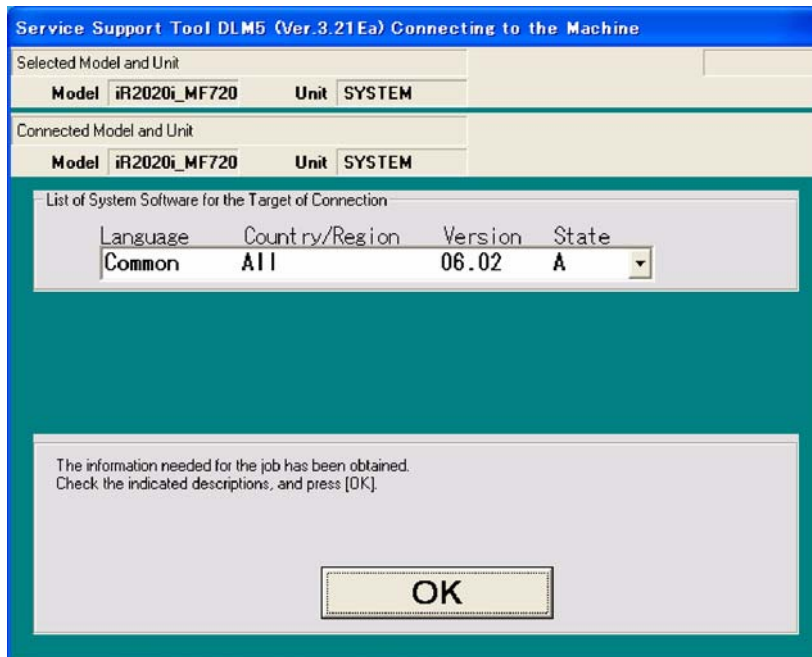 Service Support Tool DLM5 (Ver.3.21Ea) Connecting to the Machine
Selected Model and Unit
Model iR2020i_MF720 Unit SYSTEM
Connected Model and Unit
Model iR2020i_MF720 Unit SYSTEM
List of System Software for the Target of Connection
Language Country/Region Version State
Common All 06.02 A
The information needed for the job has been obtained.
Check the indicated descriptions, and press [OK].
OK